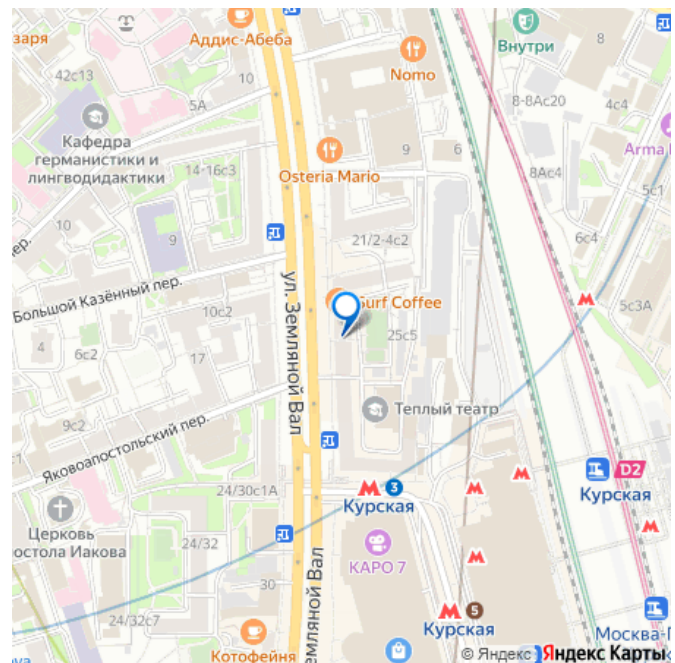 заря
Аддис-Абеба
Внутри
8
42с13
10
Nomo
5А
8-8Ас20
4с4
Кафедра
германистики и
лингводидактики
14-16с3
9
6
Osteria Mario
8Ас4
Arma
5с1
10
9
21/2-4с2
6с4
ер.
Большой Казённый пер.
ул. Земляной Вал
Surf Coffee
10с2
25с5
5с3А
4
6с2
17
Теплый театр
9с2
Яковоапостольский пер.
24/30с1А
3
Курская
D2
Курская
Церковь
остола Иакова
24/32
КАРО 7
30
емляной Вал
24/32с7
5
Курская
Москва-П
Котофейня
© Яндекс
Яндекс Карты